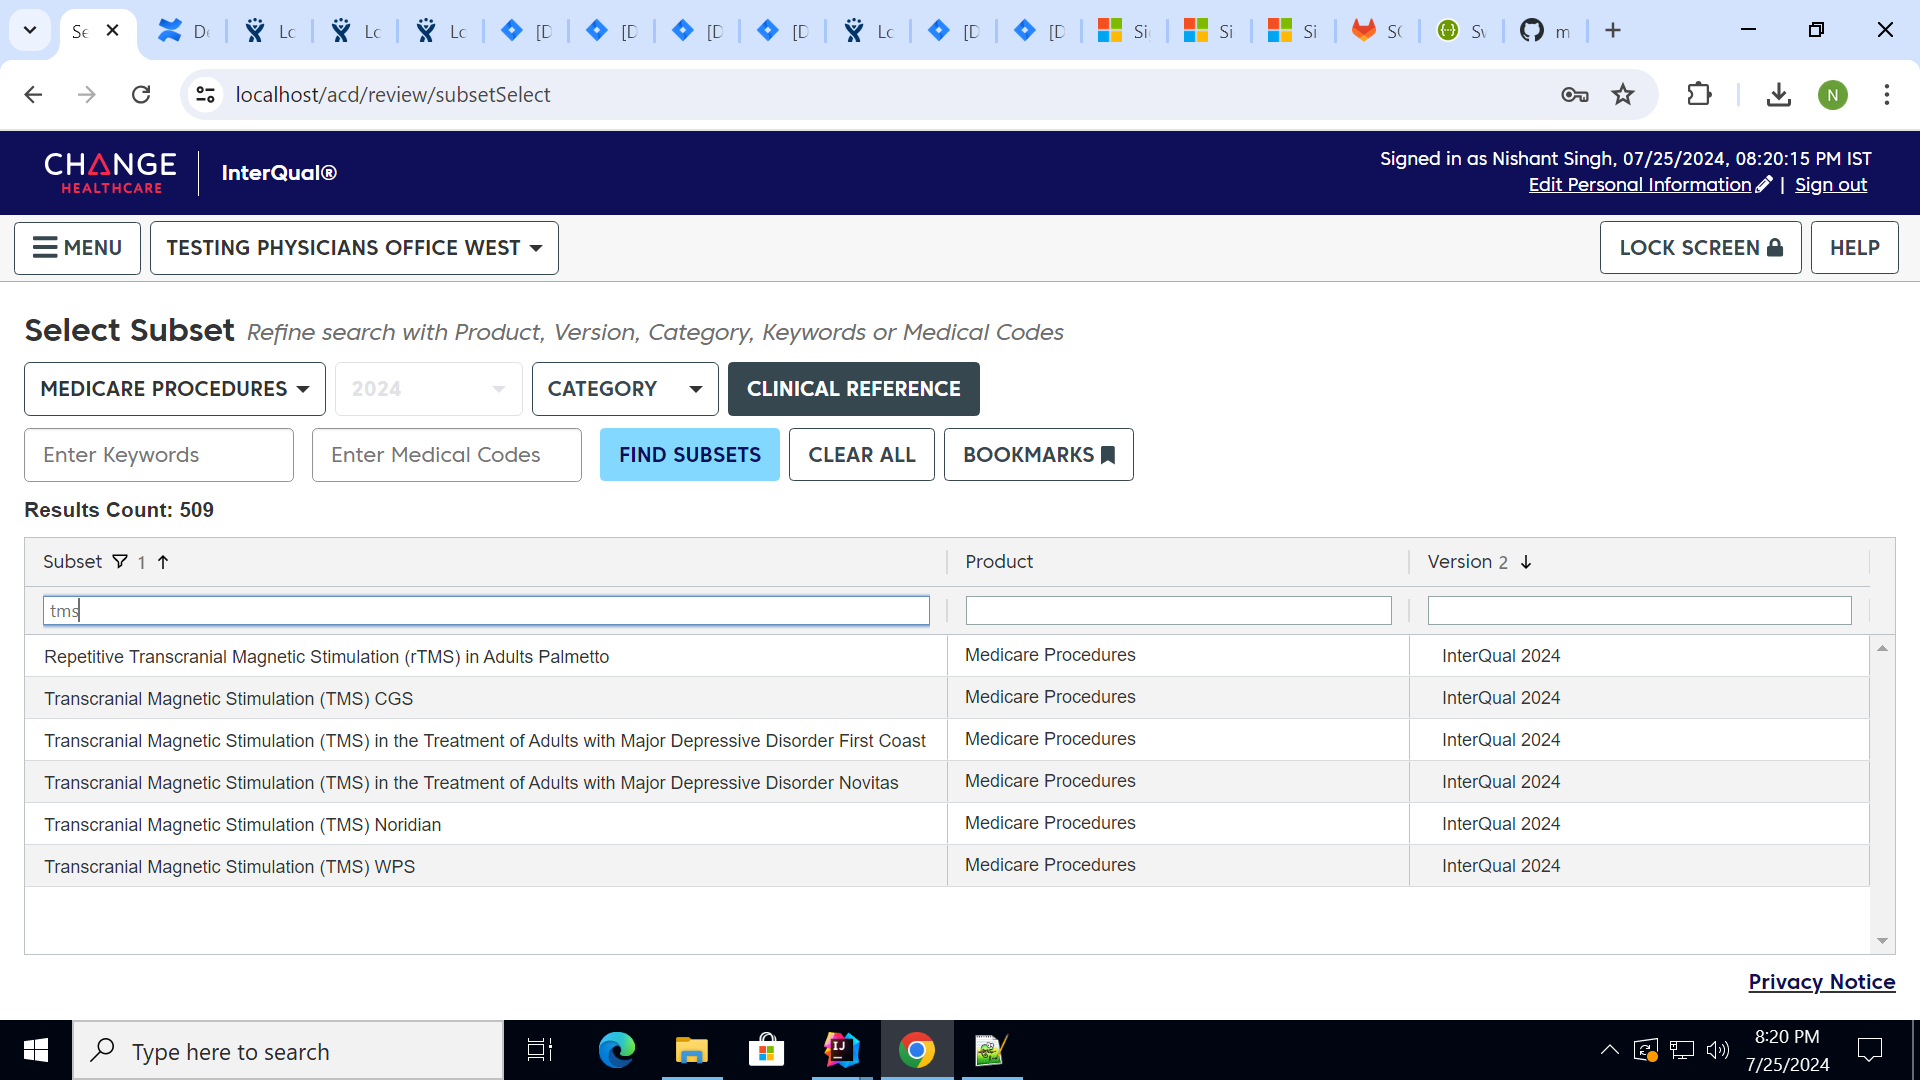 Se
De
Lo
Lo
Lo
[D
[D
[D
[D
Lo
[D
[D
Sig
Si
Si
SC
Sw
m
localhost/acd/review/subsetSelect
N
CHANGE
HEALTHCARE
InterQual®
Signed in as Nishant Singh, 07/25/2024, 08:20:15 PM IST
Edit Personal Information | Sign out
MENU
TESTING PHYSICIANS OFFICE WEST
LOCK SCREEN
HELP
Select Subset Refine search with Product, Version, Category, Keywords or Medical Codes
MEDICARE PROCEDURES
2024
CATEGORY
CLINICAL REFERENCE
Enter Keywords
Enter Medical Codes
FIND SUBSETS
CLEAR ALL
BOOKMARKS
Results Count: 509
Subset 1 Product Version 2
tms
Repetitive Transcranial Magnetic Stimulation (rTMS) in Adults Palmetto Medicare Procedures InterQual 2024
Transcranial Magnetic Stimulation (TMS) CGS Medicare Procedures InterQual 2024
Transcranial Magnetic Stimulation (TMS) in the Treatment of Adults with Major Depressive Disorder First Coast Medicare Procedures InterQual 2024
Transcranial Magnetic Stimulation (TMS) in the Treatment of Adults with Major Depressive Disorder Novitas Medicare Procedures InterQual 2024
Transcranial Magnetic Stimulation (TMS) Noridian Medicare Procedures InterQual 2024
Transcranial Magnetic Stimulation (TMS) WPS Medicare Procedures InterQual 2024
Privacy Notice
Type here to search
IJ
8:20 PM
7/25/2024